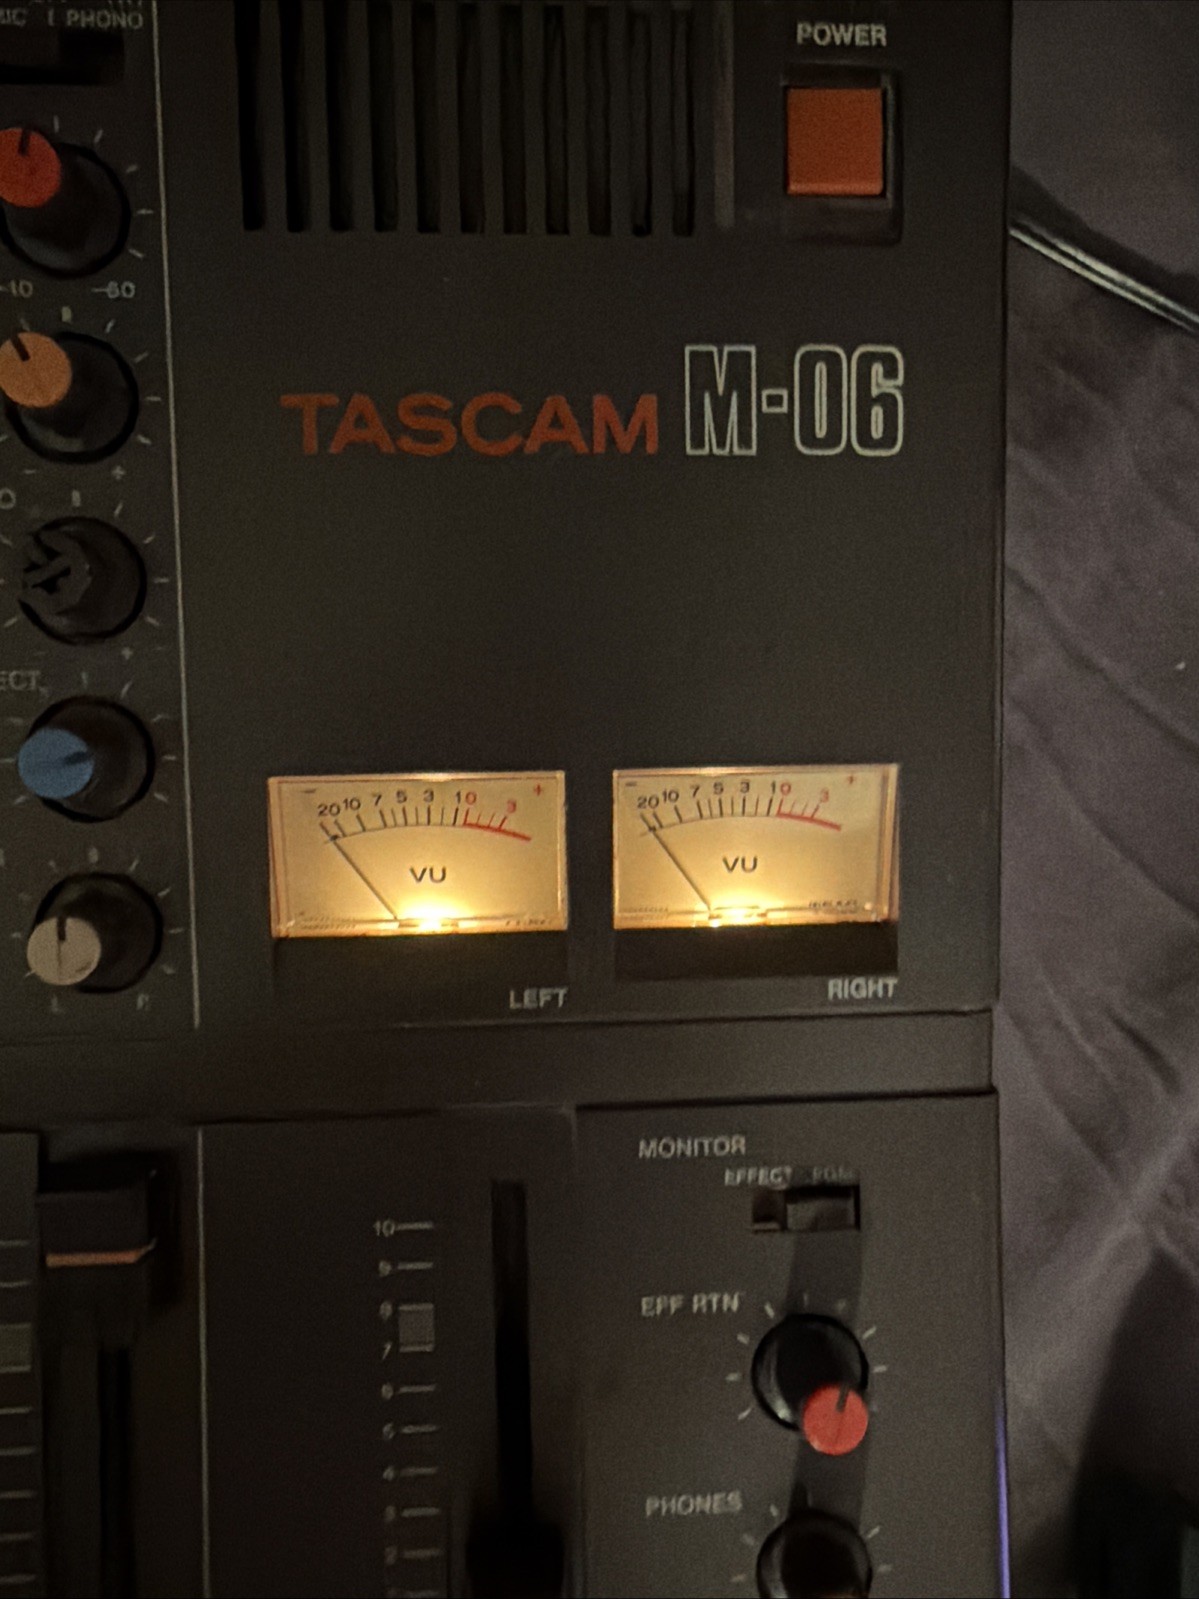 PHONO
POWER
-60
TASCAM M-06
- 20 10 7 5 3 1 0 3 +
VU
- 20 10 7 5 3 1 0 3 +
VU
L R
LEFT
RIGHT
MONITOR
EFFECT PGM
10
9
8
7
6
5
4
3
2
EFF RTN
PHONES